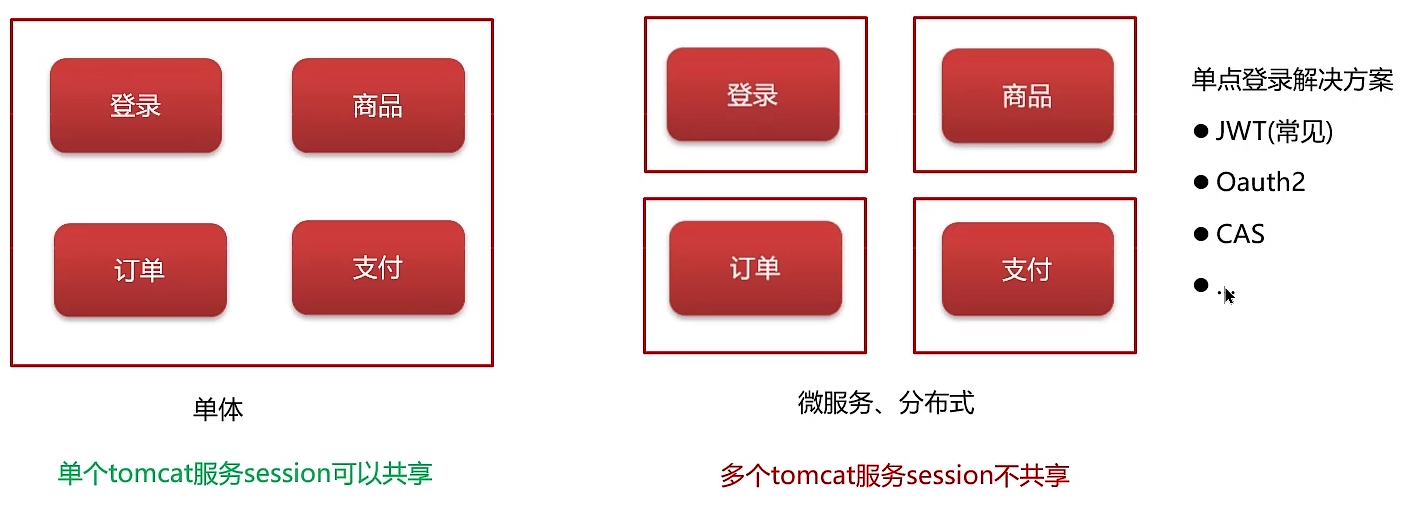 登录
商品
订单
支付
单体
单个tomcat服务session可以共享
登录
商品
订单
支付
微服务、分布式
多个tomcat服务session不共享
单点登录解决方案
● JWT(常见)
● Oauth2
● CAS
● ...